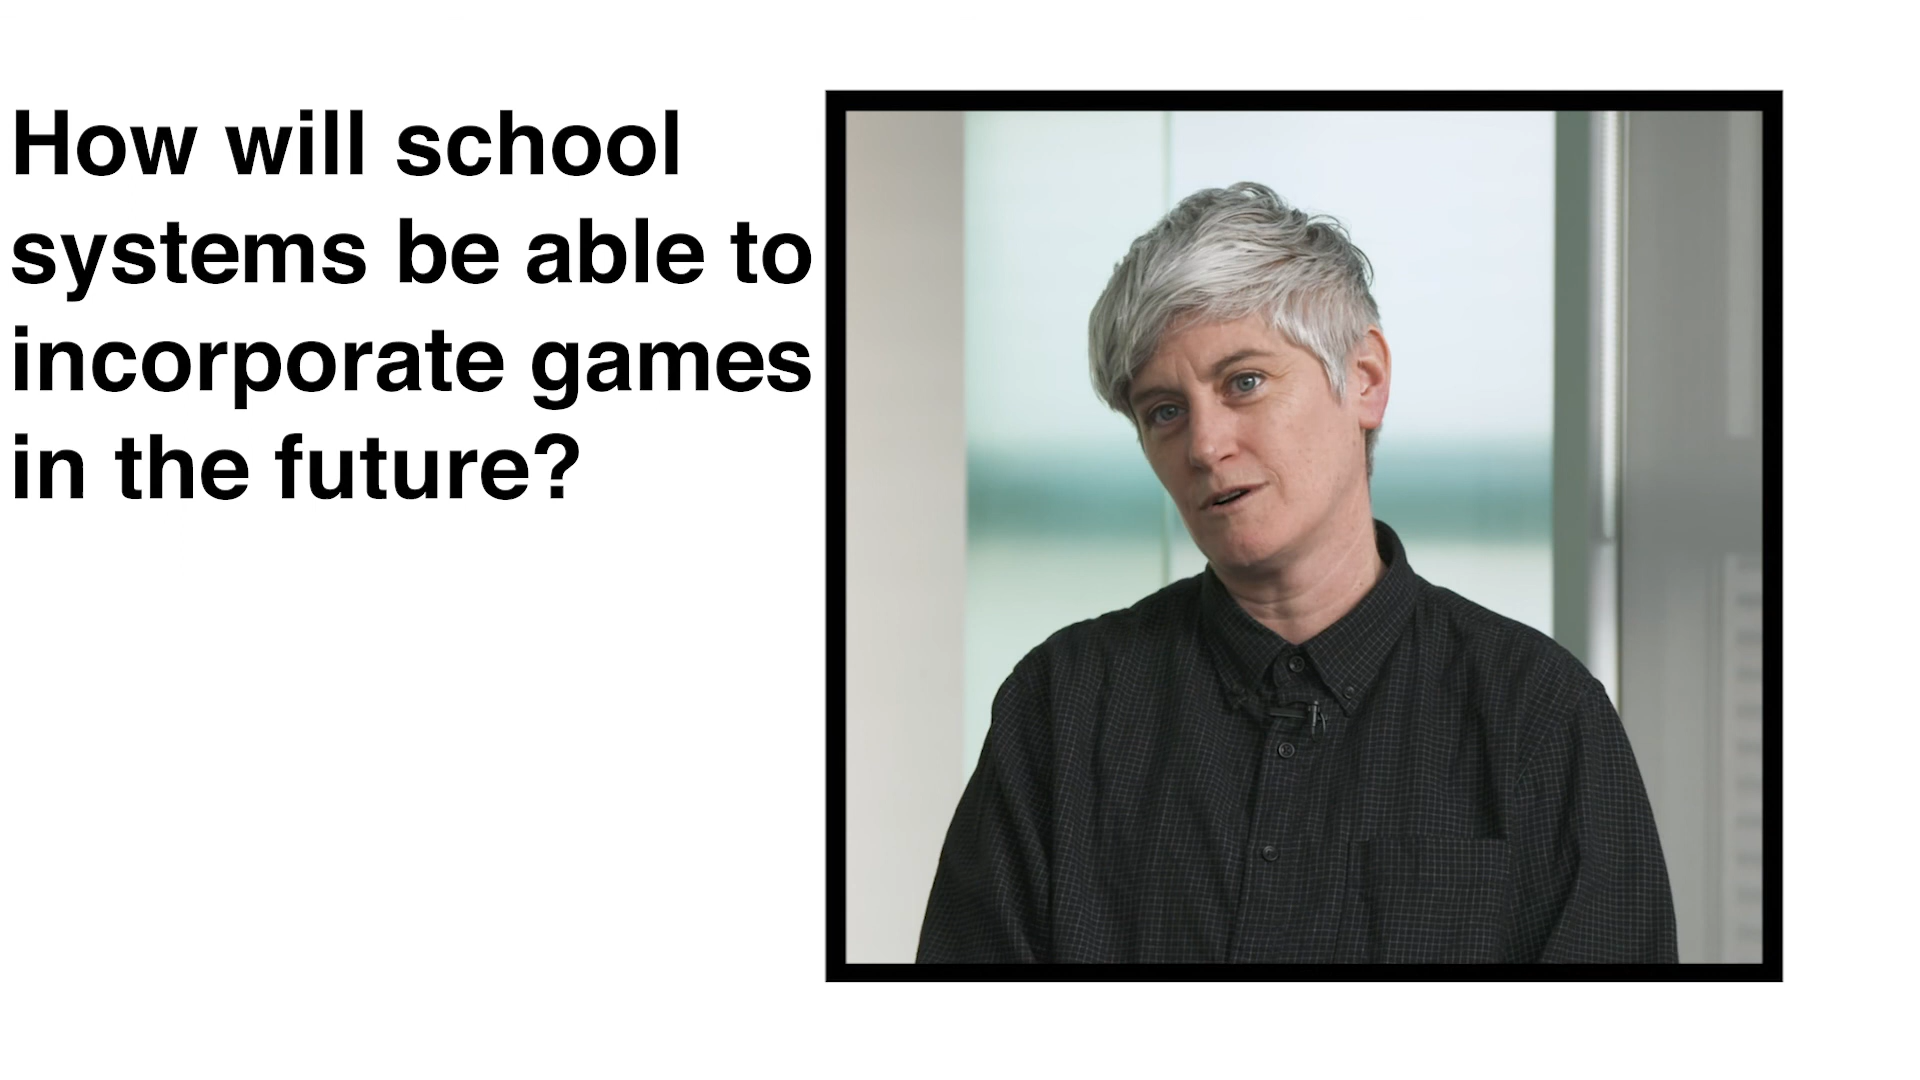 How will school
systems be able to
incorporate games
in the future?